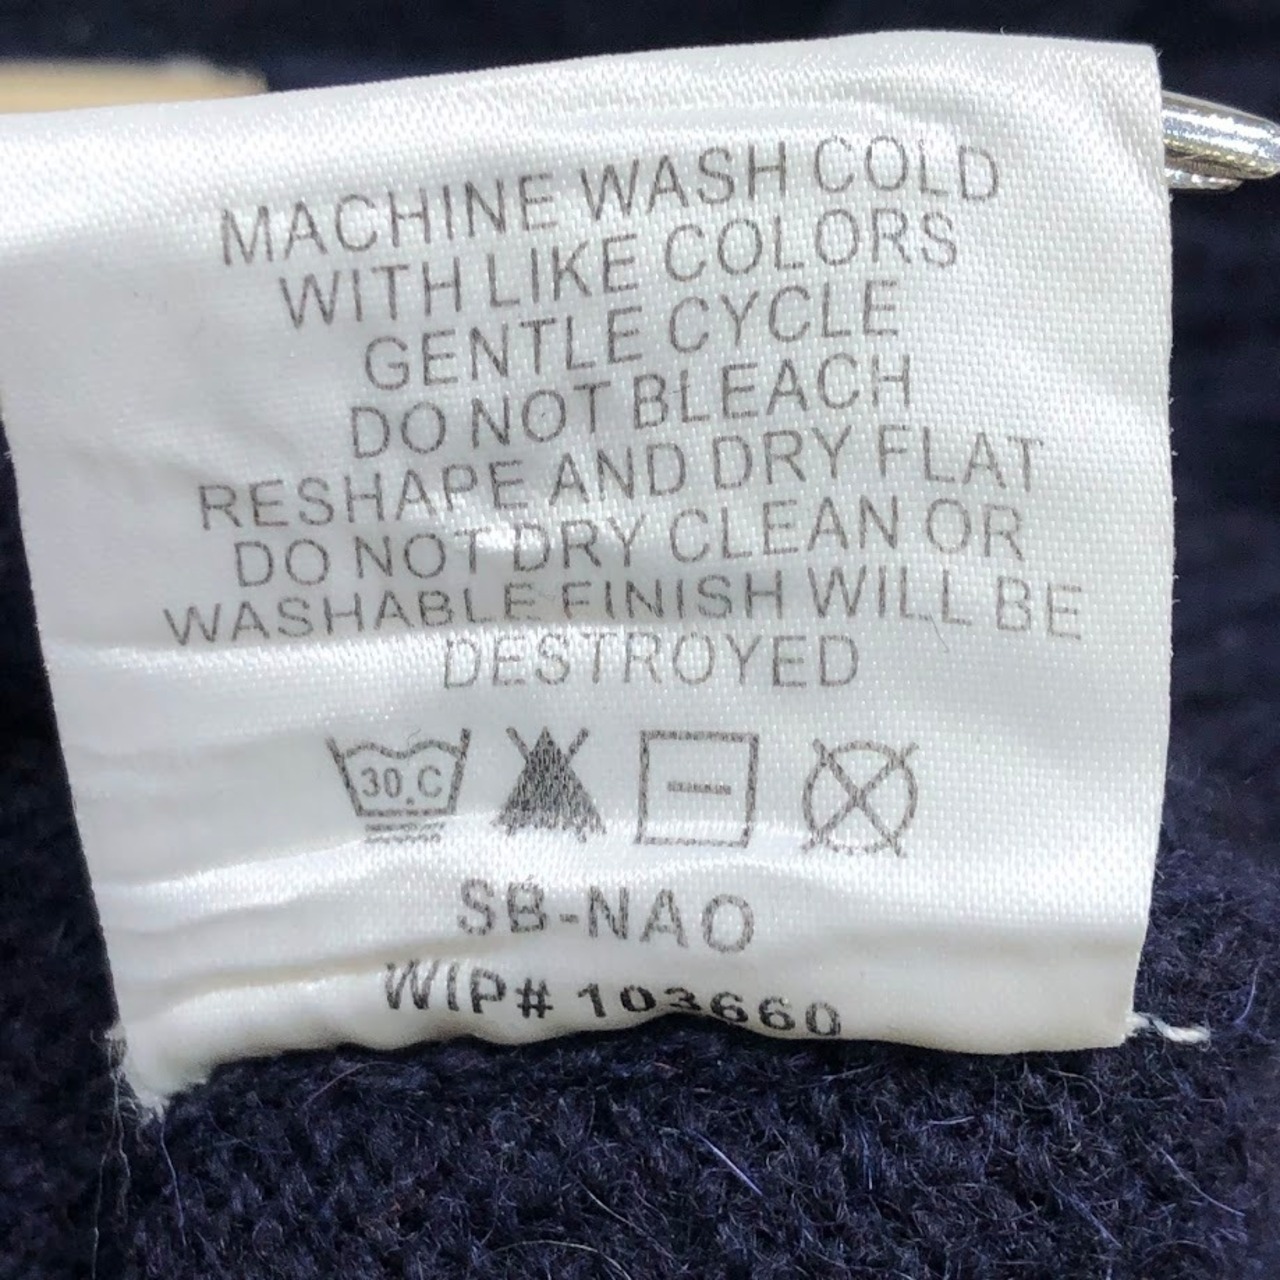 MACHINE WASH COLD
WITH LIKE COLORS
GENTLE CYCLE
DO NOT BLEACH
RESHAPE AND DRY FLAT
DO NOT DRY CLEAN OR
WASHABLE FINISH WILL BE
DESTROYED
30.C
SB-NAO
WIP# 103660